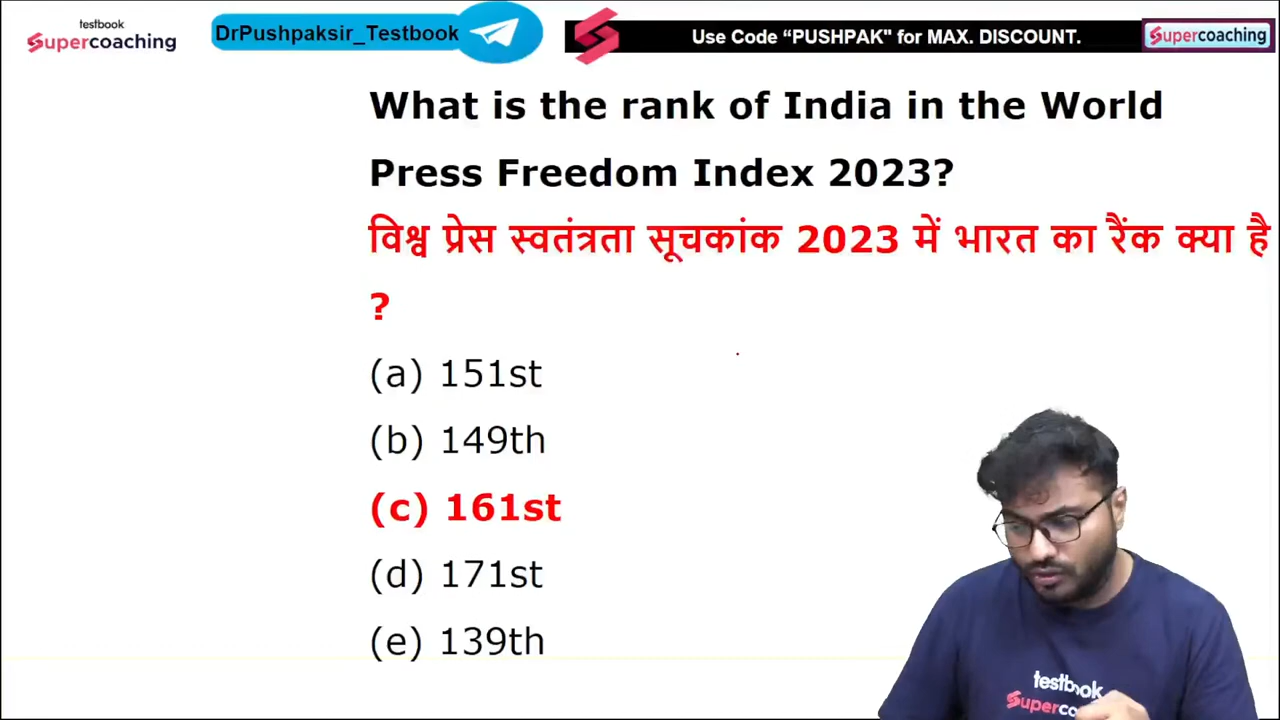 testbook
Supercoaching
DrPushpaksir_Testbook
Use Code “PUSHPAK" for MAX. DISCOUNT.
Supercoaching
What is the rank of India in the World
Press Freedom Index 2023?
विश्व प्रेस स्वतंत्रता सूचकांक 2023 में भारत का रैंक क्या है
?
(a) 151st
(b) 149th
(c) 161st
(d) 171st
(e) 139th
testbook